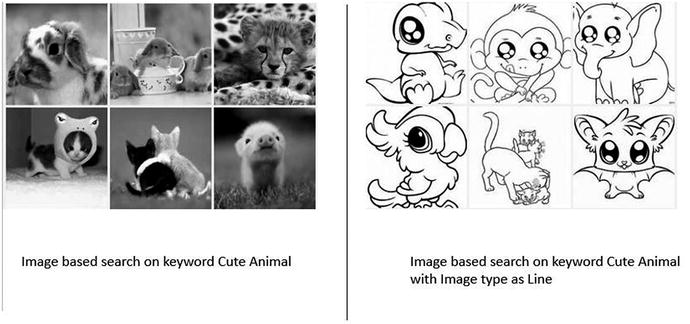 Image based search on keyword Cute Animal
Image based search on keyword Cute Animal
with Image type as Line